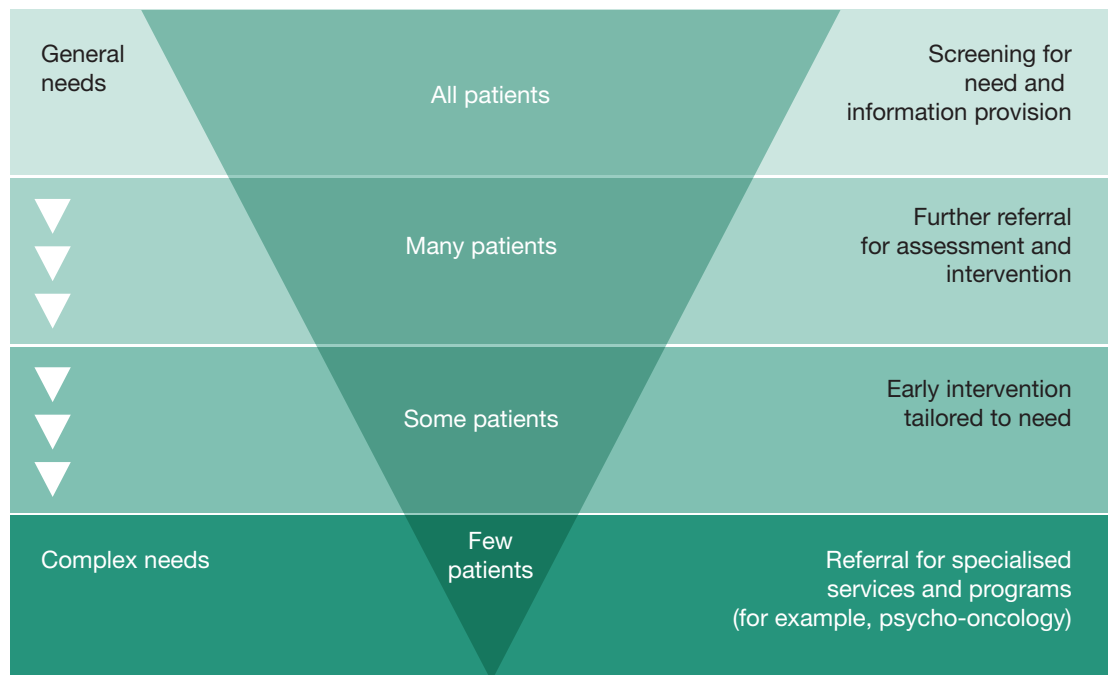 General
needs
All patients
Screening for
need and
information provision
Many patients
Further referral
for assessment and
intervention
Some patients
Early intervention
tailored to need
Complex needs
Few
patients
Referral for specialised
services and programs
(for example, psycho-oncology)